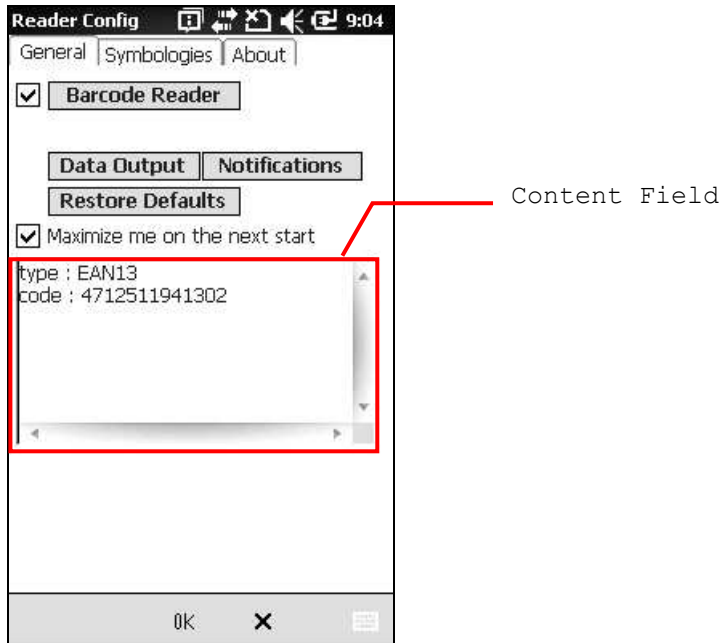 Reader Config 9:04
General Symbologies About
Barcode Reader
Data Output Notifications
Restore Defaults
Content Field
Maximize me on the next start
type : EAN13
code : 4712511941302
OK